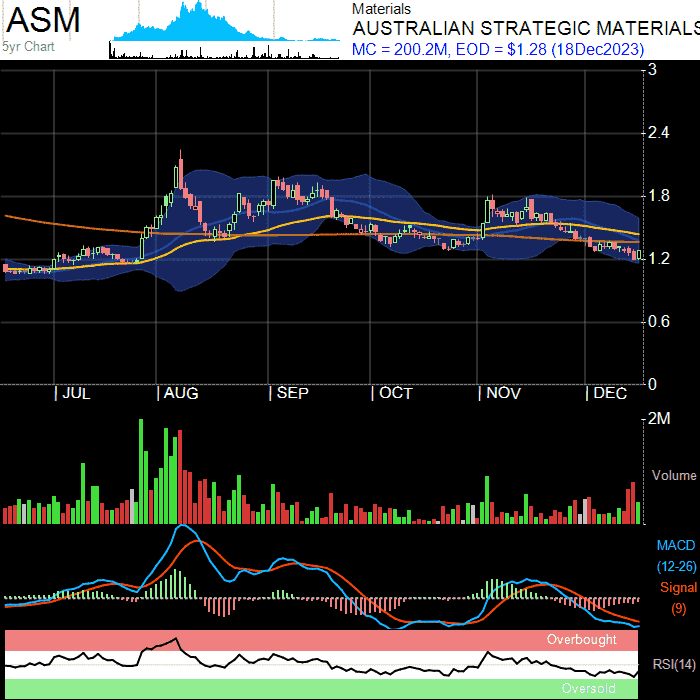 ASM
5yr Chart
Materials
AUSTRALIAN STRATEGIC MATERIALS
MC = 200.2M, EOD = $1.28 (18Dec2023)
3
2.4
1.8
1.2
0.6
0
JUL AUG SEP OCT NOV DEC
2M
Volume
MACD
(12-26)
Signal
(9)
Overbought
RSI(14)
Oversold